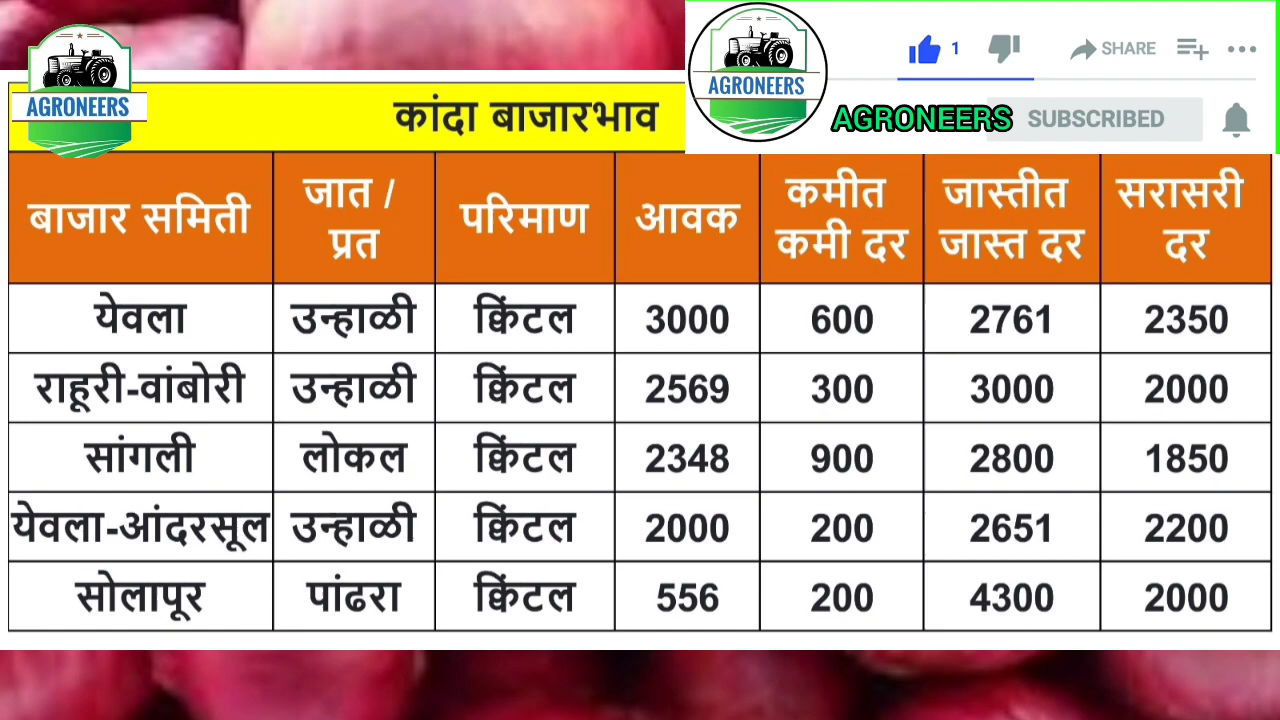 AGRONEERS
कांदा बाजारभाव
AGRONEERS
1
SHARE
AGRONEERS
SUBSCRIBED
बाजार समिती जात / प्रत परिमाण आवक कमीत कमी दर जास्तीत जास्त दर सरासरी दर
येवला उन्हाळी क्विंटल 3000 600 2761 2350
राहूरी-वांबोरी उन्हाळी क्विंटल 2569 300 3000 2000
सांगली लोकल क्विंटल 2348 900 2800 1850
येवला-आंदरसूल उन्हाळी क्विंटल 2000 200 2651 2200
सोलापूर पांढरा क्विंटल 556 200 4300 2000